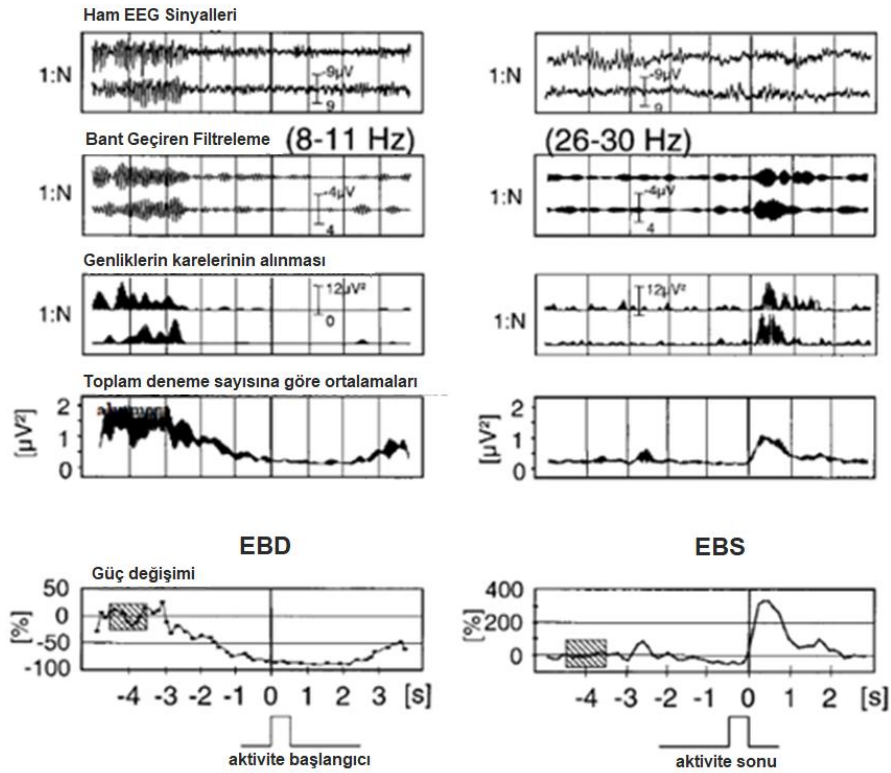 Ham EEG Sinyalleri
1:N
-9µV
9
1:N
-9µV
9
Bant Geçiren Filtreleme (8-11 Hz)
(26-30 Hz)
1:N
-4µV
4
1:N
-4µV
4
Genliklerin karelerinin alınması
1:N
12µV²
0
1:N
12µV²
Toplam deneme sayısına göre ortalamaları
[µV²]
2
1
0
[µV²]
2
1
0
EBD
EBS
Güç değişimi
[%]
50
0
-50
-100
-4 -3 -2 -1 0 1 2 3 [s]
[%]
400
200
0
-4 -3 -2 -1 0 1 2 [s]
aktivite başlangıcı
aktivite sonu